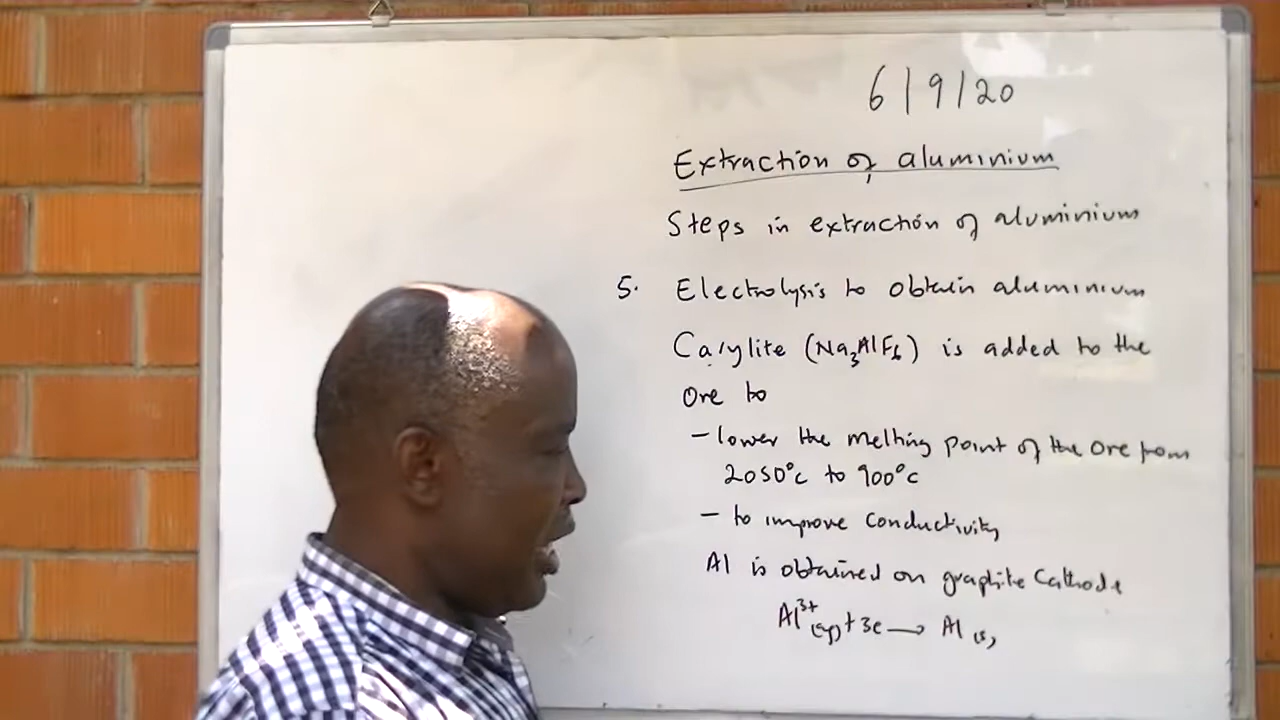 6/9/20
Extraction of aluminium
Steps in extraction of aluminium
5. Electrolysis to obtain aluminium
Carylite (Na₃AlF₆) is added to the
Ore to
- lower the melting point of the ore from
2050°c to 900°c
- to improve conductivity
Al is obtained on graphite Cathode
Al³⁺(aq) + 3e → Al (s)